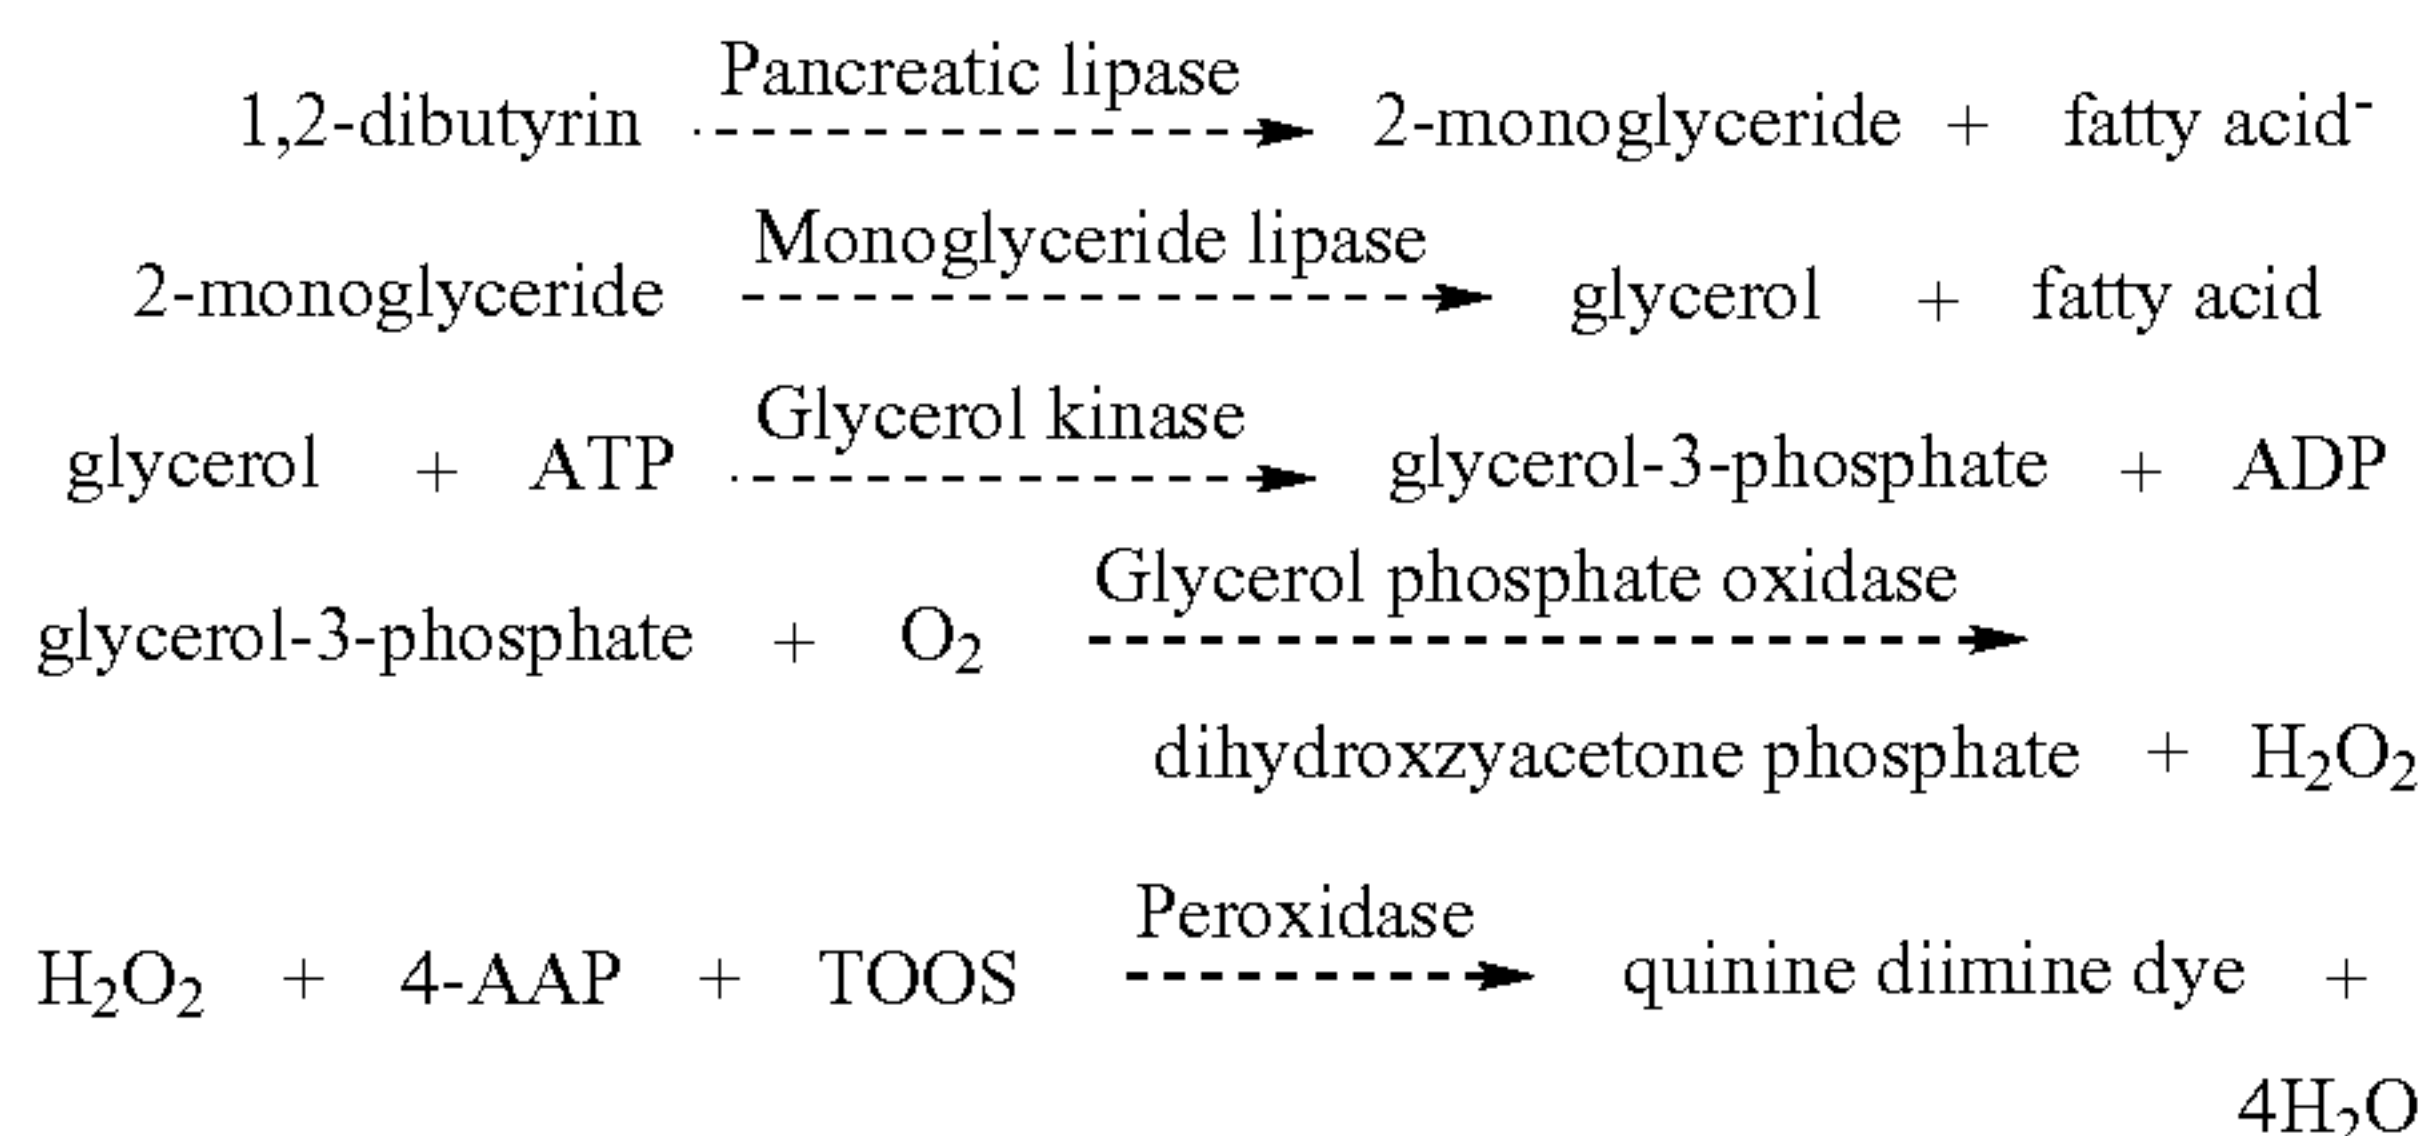 Pancreatic lipase
1,2-dibutyrin 2-monoglyceride + fatty acid⁻
Monoglyceride lipase
2-monoglyceride glycerol + fatty acid
Glycerol kinase
glycerol + ATP glycerol-3-phosphate + ADP
Glycerol phosphate oxidase
glycerol-3-phosphate + O₂
dihydroxzyacetone phosphate + H₂O₂
Peroxidase
H₂O₂ + 4-AAP + TOOS quinine diimine dye +
4H₂O